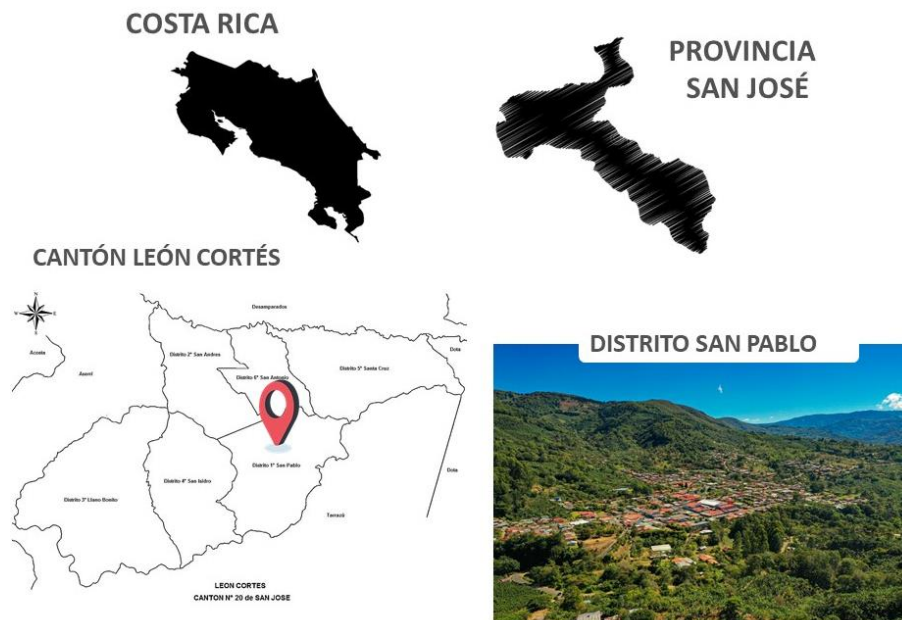 COSTA RICA
PROVINCIA
SAN JOSÉ
CANTÓN LEÓN CORTÉS
Desamparados
Acosta
Aserrí
Distrito 2° San Andres
Distrito 6° San Antonio
Distrito 5° Santa Cruz
Dota
Distrito 1° San Pablo
Dota
Distrito 4° San Isidro
Distrito 3° Llano Bonito
Tarrazú
LEON CORTES
CANTON N° 20 de SAN JOSE
DISTRITO SAN PABLO